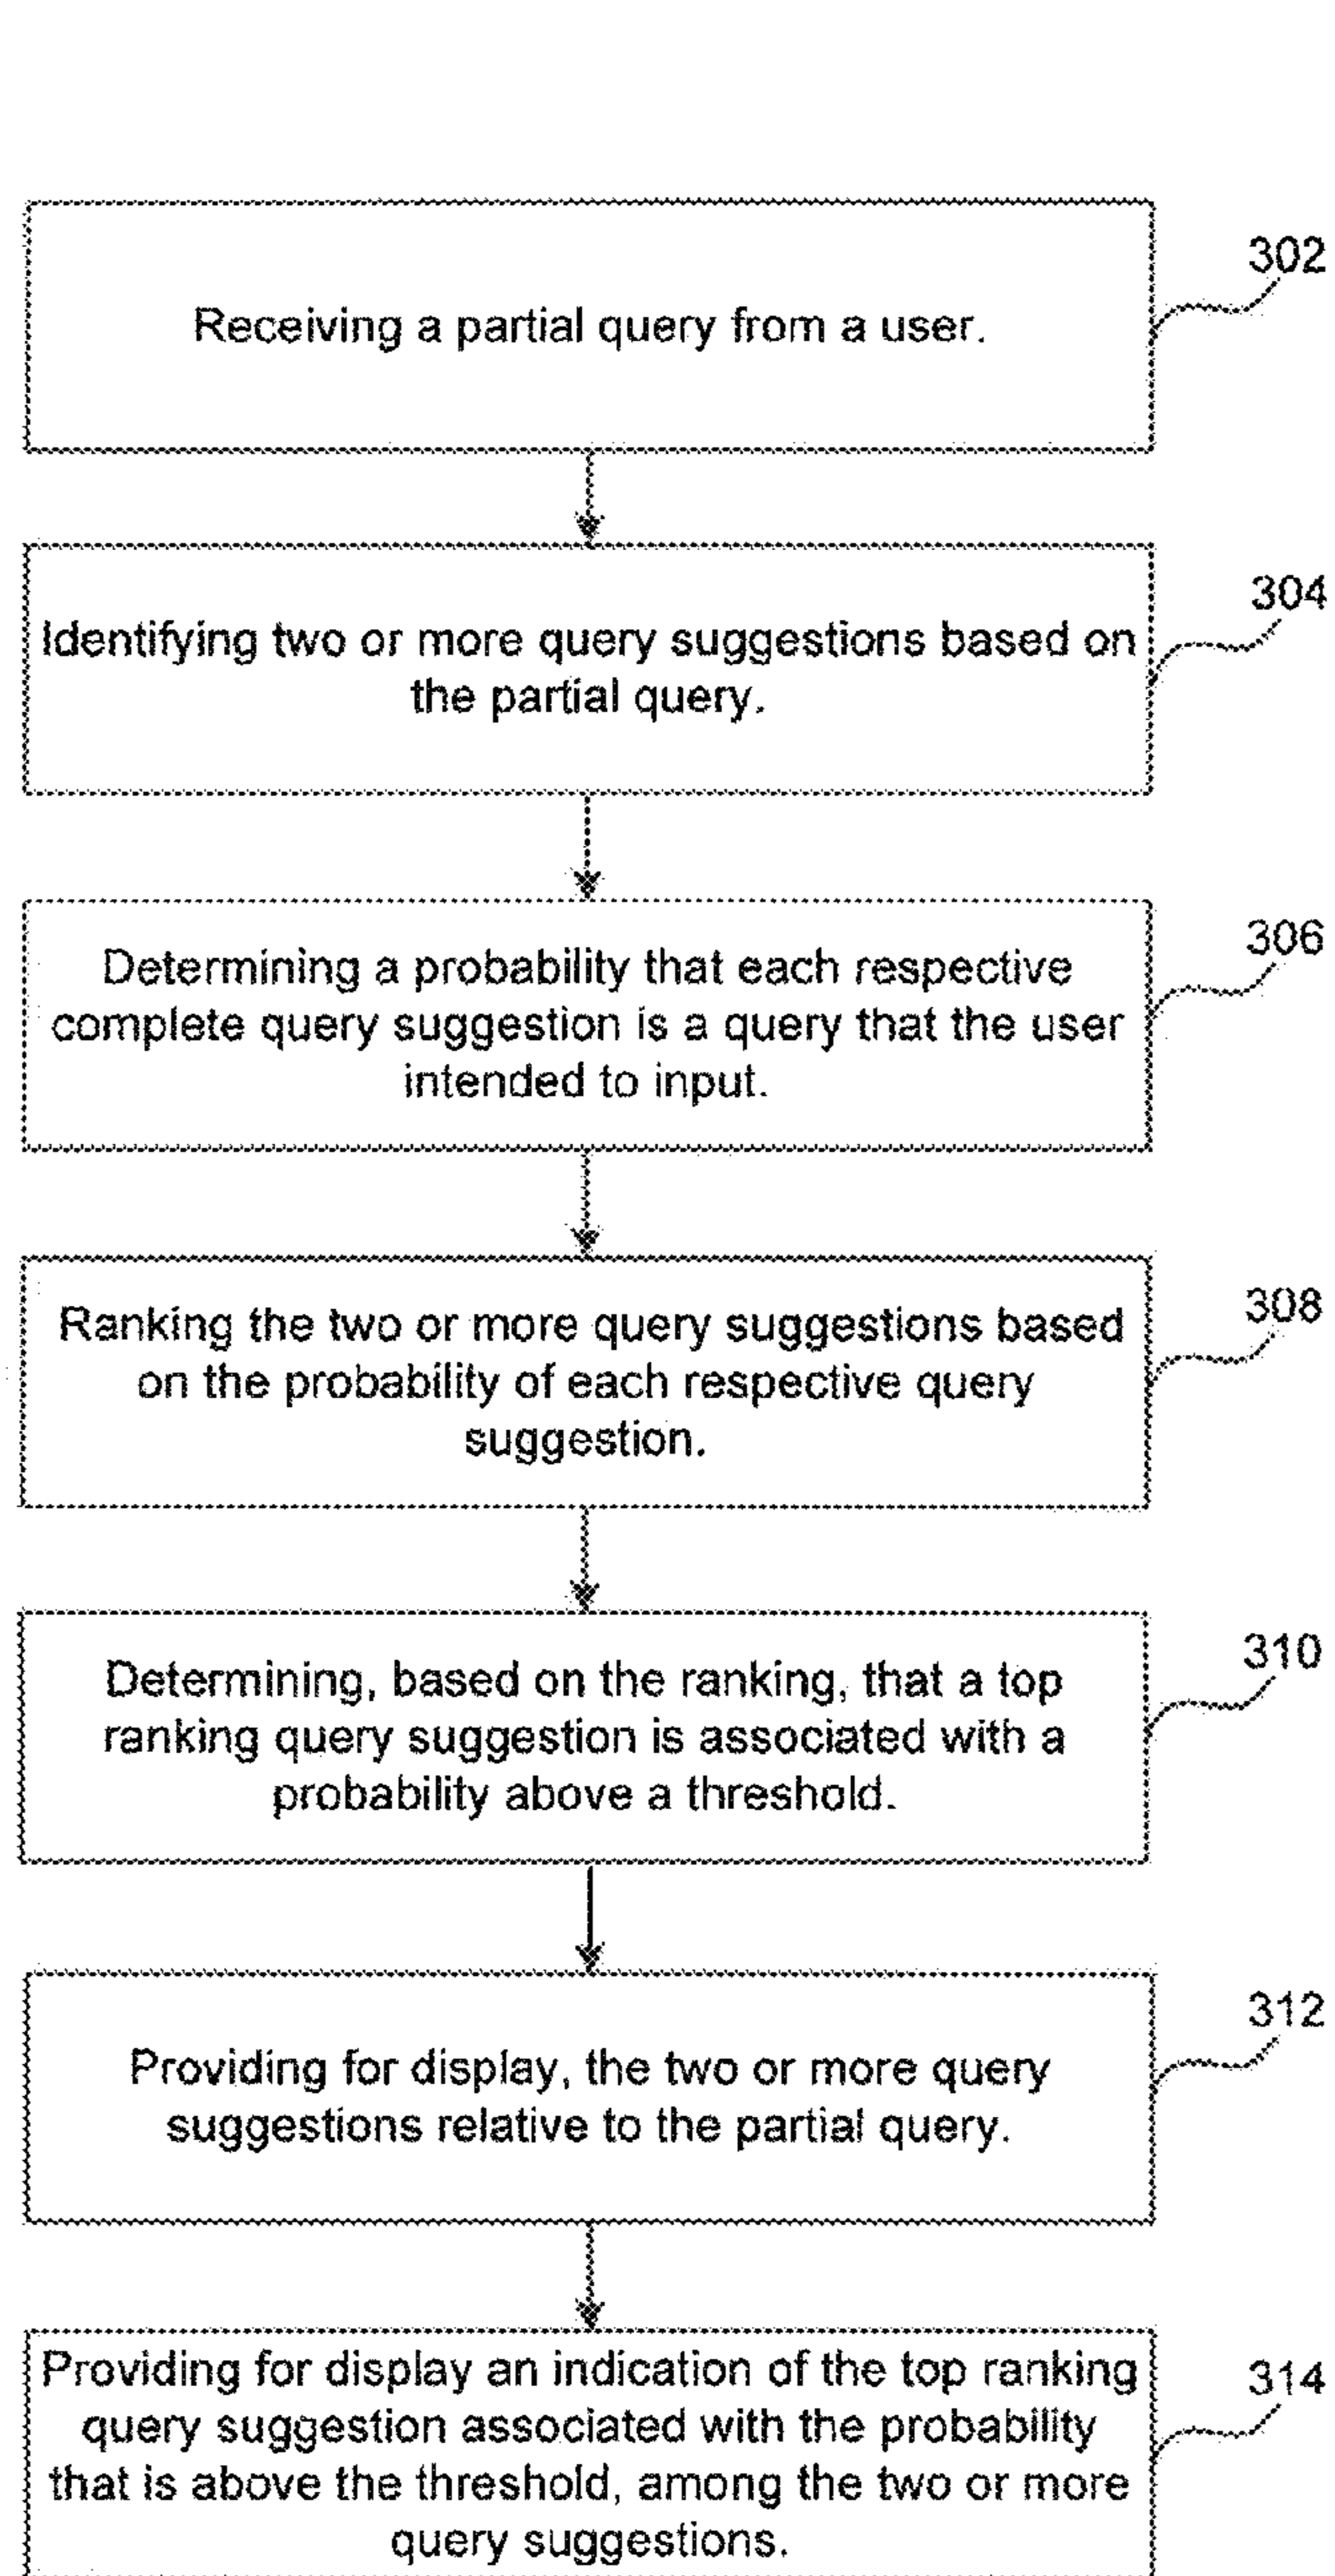 302
Receiving a partial query from a user.
304
Identifying two or more query suggestions based on
the partial query.
306
Determining a probability that each respective
complete query suggestion is a query that the user
intended to input.
308
Ranking the two or more query suggestions based
on the probability of each respective query
suggestion.
310
Determining, based on the ranking, that a top
ranking query suggestion is associated with a
probability above a threshold.
312
Providing for display, the two or more query
suggestions relative to the partial query.
314
Providing for display an indication of the top ranking
query suggestion associated with the probability
that is above the threshold, among the two or more
query suggestions.